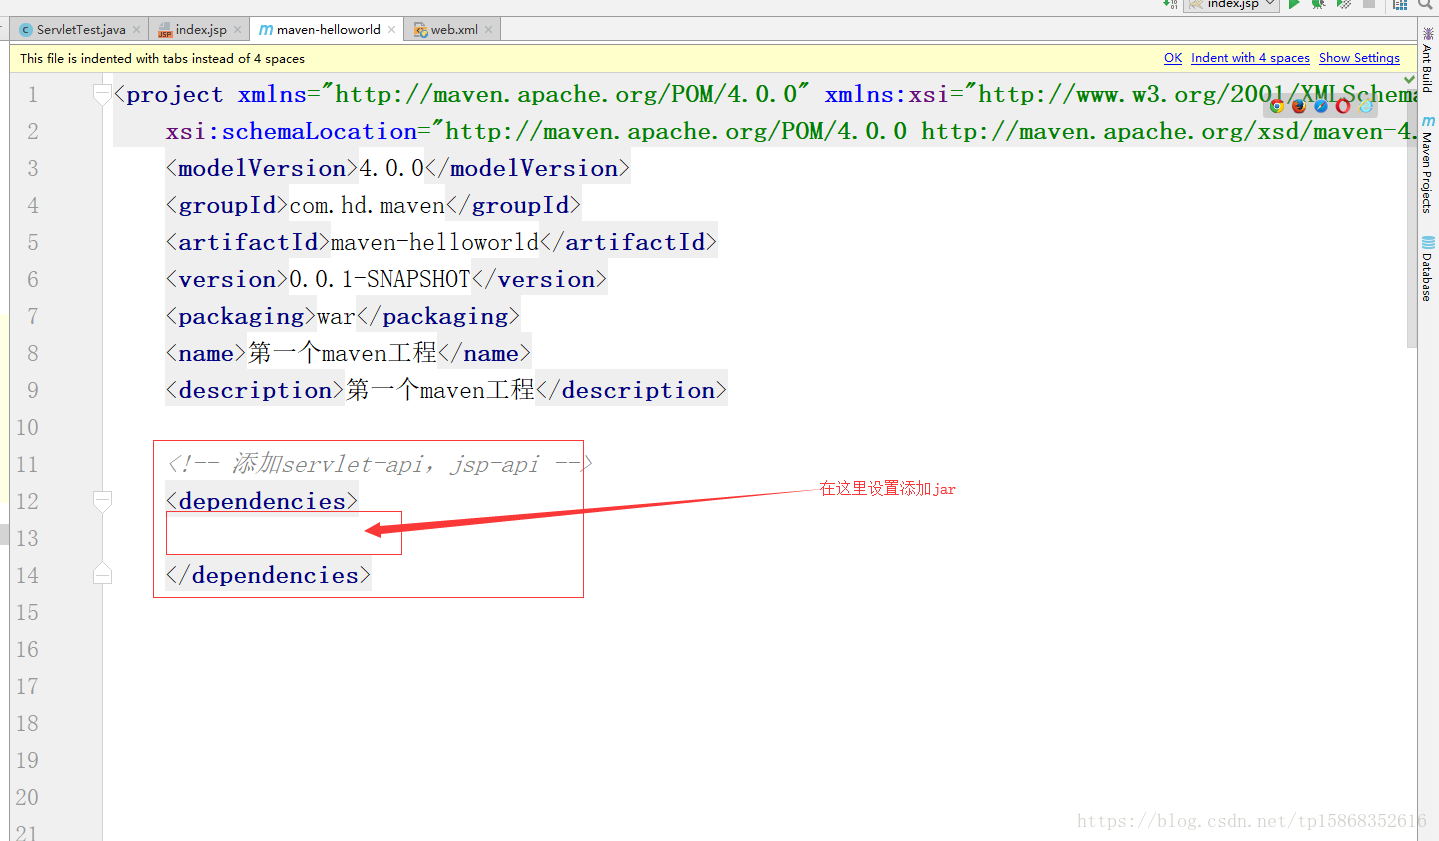 index.jsp
ServletTest.java
index.jsp
maven-helloworld
web.xml
This file is indented with tabs instead of 4 spaces
OK Indent with 4 spaces Show Settings
1 <project xmlns="http://maven.apache.org/POM/4.0.0" xmlns:xsi="http://www.w3.org/2001/XMLSchema
2 xsi:schemaLocation="http://maven.apache.org/POM/4.0.0 http://maven.apache.org/xsd/maven-4.
3 <modelVersion>4.0.0</modelVersion>
4 <groupId>com.hd.maven</groupId>
5 <artifactId>maven-helloworld</artifactId>
6 <version>0.0.1-SNAPSHOT</version>
7 <packaging>war</packaging>
8 <name>第一个maven工程</name>
9 <description>第一个maven工程</description>
10
11 <!-- 添加servlet-api，jsp-api -->
12 <dependencies>
在这里设置添加jar
13
14 </dependencies>
15
16
17
18
19
20
21
Ant Build
Maven Projects
Database
https://blog.csdn.net/tp15868352616